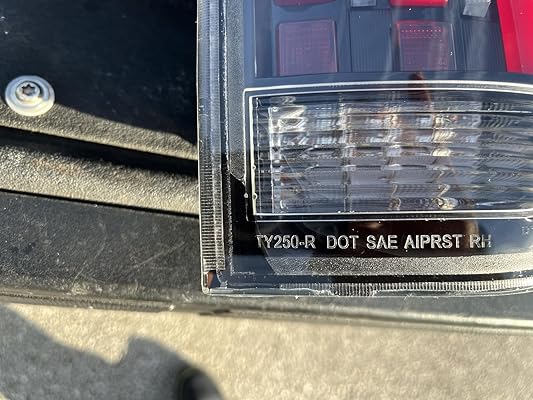 TY250-R DOT SAE AIPRST RH